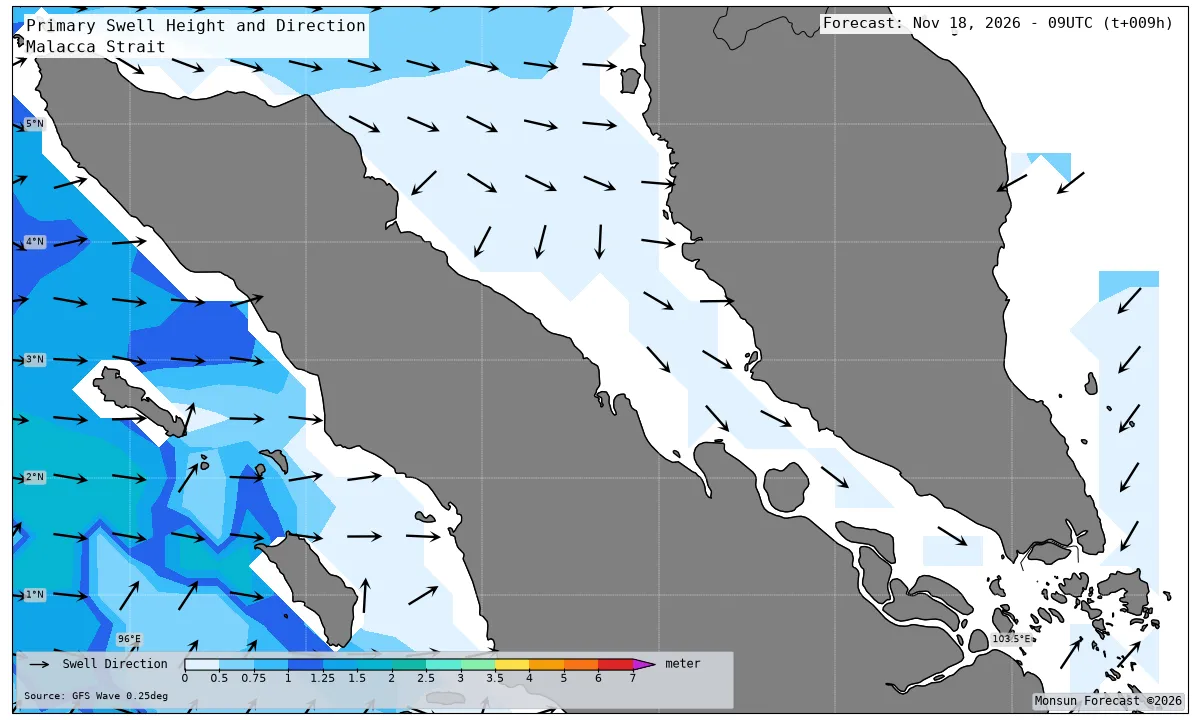 Primary Swell Height and Direction
Malacca Strait
Forecast: Nov 18, 2026 - 09UTC (t+009h)
5°N
4°N
3°N
2°N
1°N
96°E
103.5°E
Swell Direction
meter
0 0.5 0.75 1 1.25 1.5 2 2.5 3 3.5 4 5 6 7
Source: GFS Wave 0.25deg
Monsun Forecast ©2026